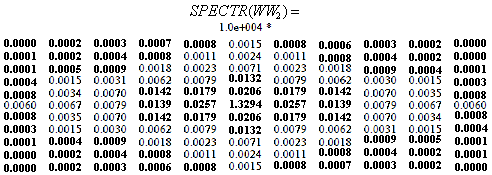 SPECTR(WW₂) =
1.0e+004 *
0.0000 0.0002 0.0003 0.0007 0.0008 0.0015 0.0008 0.0006 0.0003 0.0002 0.0000
0.0001 0.0002 0.0004 0.0008 0.0011 0.0024 0.0011 0.0008 0.0004 0.0002 0.0001
0.0001 0.0005 0.0009 0.0018 0.0023 0.0071 0.0023 0.0018 0.0009 0.0004 0.0001
0.0004 0.0015 0.0031 0.0062 0.0079 0.0132 0.0079 0.0062 0.0030 0.0015 0.0003
0.0008 0.0034 0.0070 0.0142 0.0179 0.0206 0.0179 0.0142 0.0070 0.0035 0.0008
0.0060 0.0067 0.0079 0.0139 0.0257 1.3294 0.0257 0.0139 0.0079 0.0067 0.0060
0.0008 0.0035 0.0070 0.0142 0.0179 0.0206 0.0179 0.0142 0.0070 0.0034 0.0008
0.0003 0.0015 0.0030 0.0062 0.0079 0.0132 0.0079 0.0062 0.0031 0.0015 0.0004
0.0001 0.0004 0.0009 0.0018 0.0023 0.0071 0.0023 0.0018 0.0009 0.0005 0.0001
0.0001 0.0002 0.0004 0.0008 0.0011 0.0024 0.0011 0.0008 0.0004 0.0002 0.0001
0.0000 0.0002 0.0003 0.0006 0.0008 0.0015 0.0008 0.0007 0.0003 0.0002 0.0000